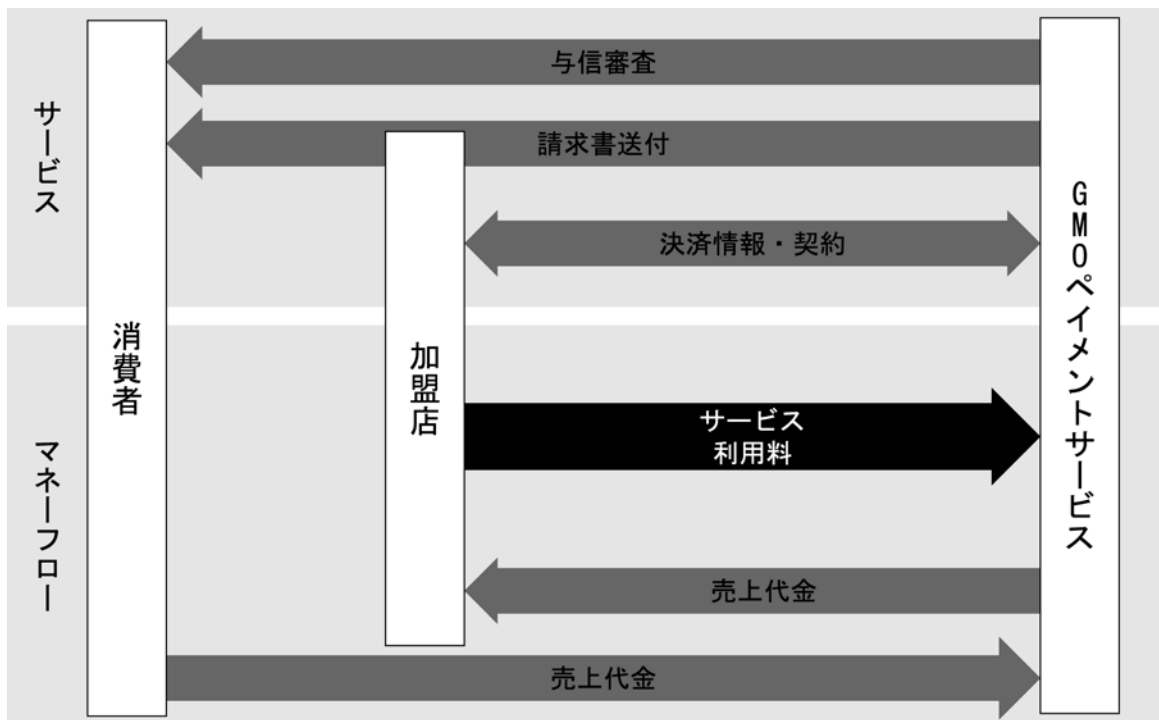 与信審査
請求書送付
サービス
決済情報・契約
消費者
加盟店
GMOペイメントサービス
マネーフロー
サービス
利用料
売上代金
売上代金